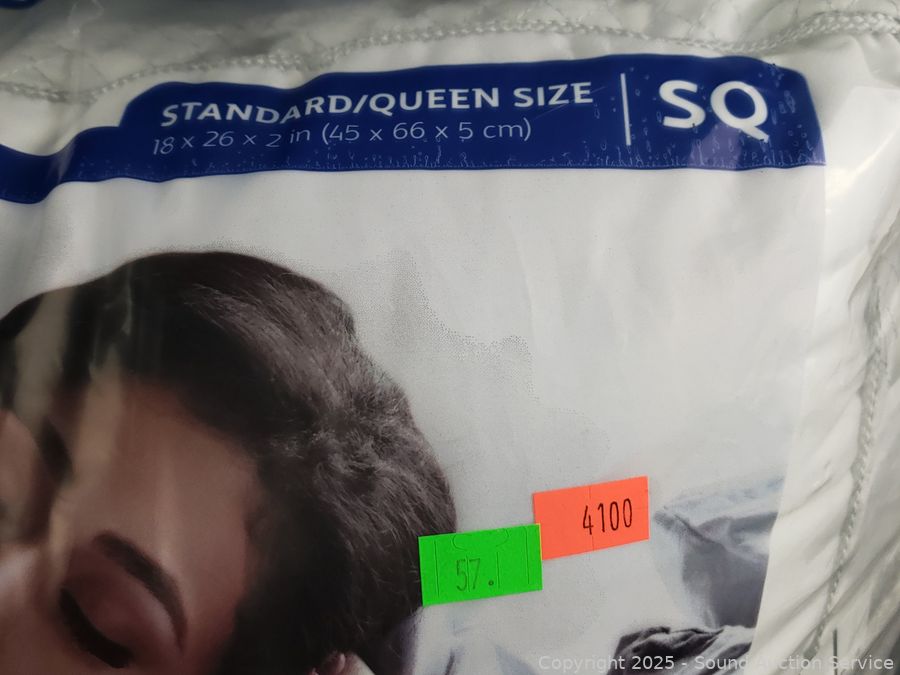 STANDARD/QUEEN SIZE | SQ
18 x 26 x 2 in (45 x 66 x 5 cm)
4100
57.
Copyright 2025 - Sound Auction Service